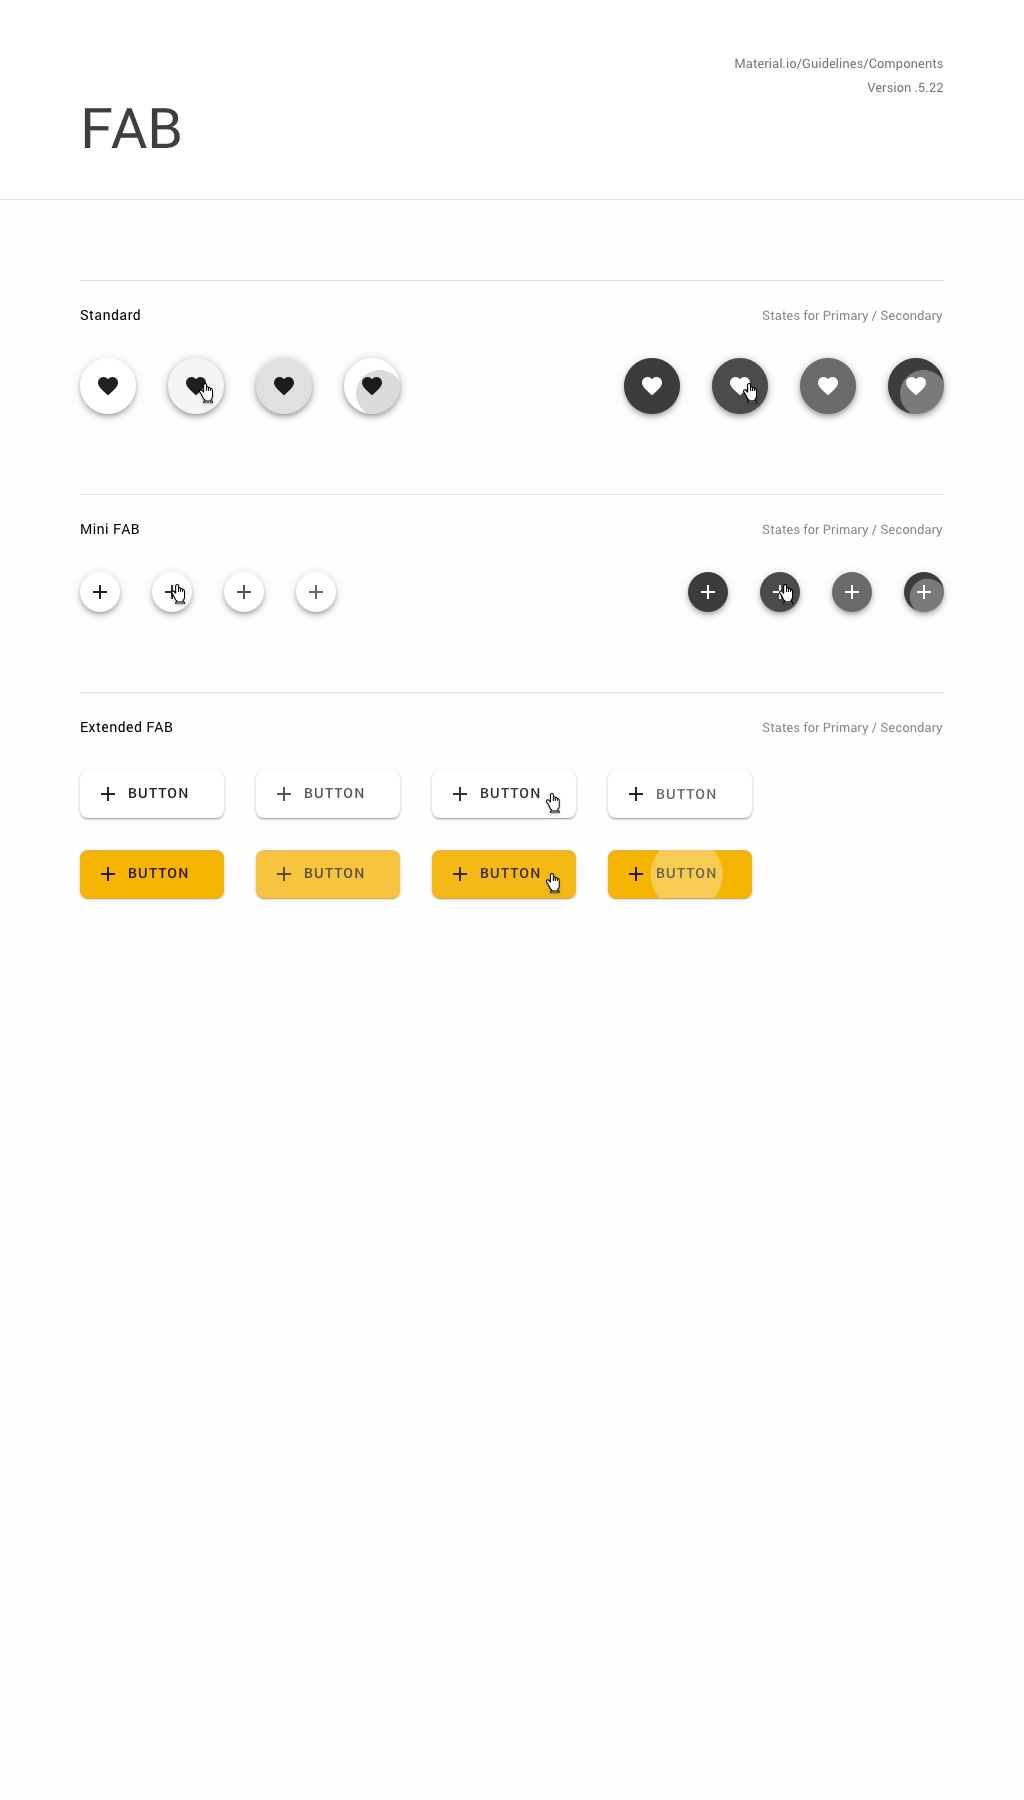 Material.io/Guidelines/Components
Version .5.22
FAB
Standard
States for Primary / Secondary
Mini FAB
States for Primary / Secondary
Extended FAB
States for Primary / Secondary
BUTTON BUTTON BUTTON BUTTON
BUTTON BUTTON BUTTON BUTTON